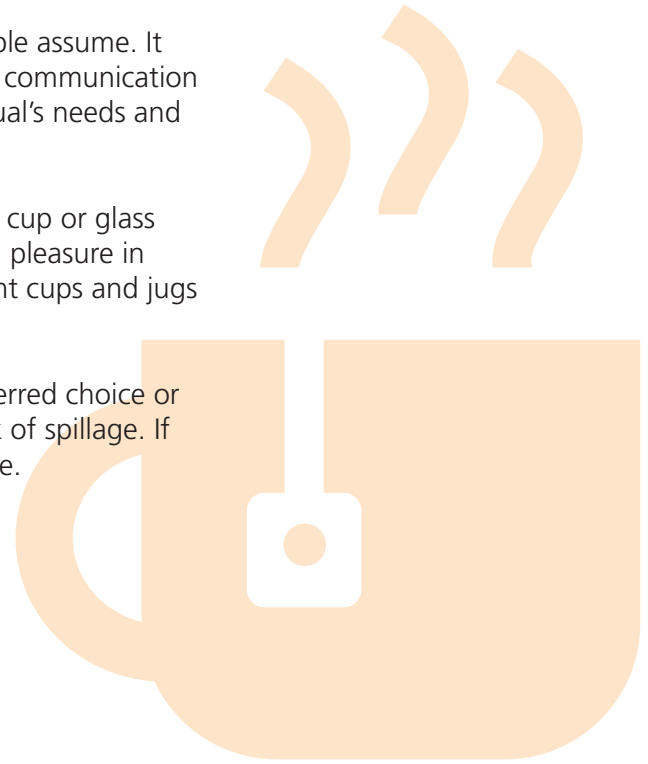 ple assume. It
communication
ual’s needs and
cup or glass
pleasure in
nt cups and jugs
erred choice or
of spillage. If
e.